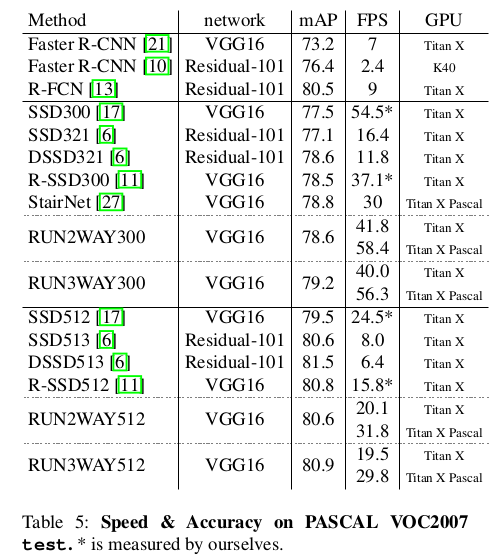 Method network mAP FPS GPU
Faster R-CNN [21] VGG16 73.2 7 Titan X
Faster R-CNN [10] Residual-101 76.4 2.4 K40
R-FCN [13] Residual-101 80.5 9 Titan X
SSD300 [17] VGG16 77.5 54.5* Titan X
SSD321 [6] Residual-101 77.1 16.4 Titan X
DSSD321 [6] Residual-101 78.6 11.8 Titan X
R-SSD300 [11] VGG16 78.5 37.1* Titan X
StairNet [27] VGG16 78.8 30 Titan X Pascal
RUN2WAY300 VGG16 78.6 41.8 Titan X
58.4 Titan X Pascal
RUN3WAY300 VGG16 79.2 40.0 Titan X
56.3 Titan X Pascal
SSD512 [17] VGG16 79.5 24.5* Titan X
SSD513 [6] Residual-101 80.6 8.0 Titan X
DSSD513 [6] Residual-101 81.5 6.4 Titan X
R-SSD512 [11] VGG16 80.8 15.8* Titan X
RUN2WAY512 VGG16 80.6 20.1 Titan X
31.8 Titan X Pascal
RUN3WAY512 VGG16 80.9 19.5 Titan X
29.8 Titan X Pascal
Table 5: Speed & Accuracy on PASCAL VOC2007
test. * is measured by ourselves.